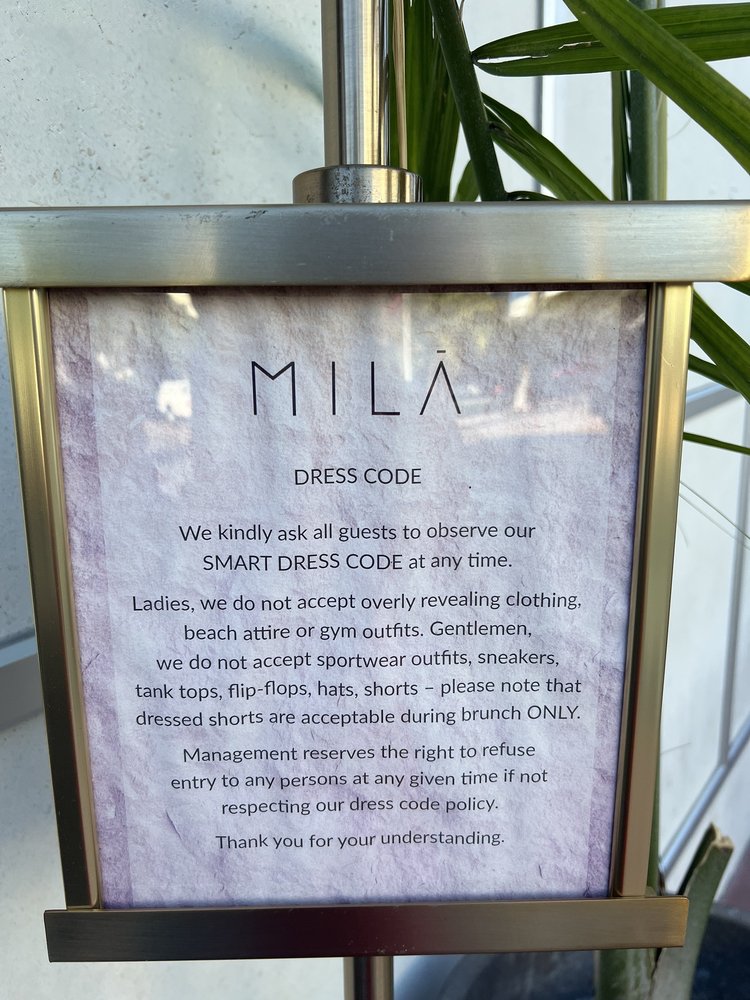 MILĀ
DRESS CODE
We kindly ask all guests to observe our
SMART DRESS CODE at any time.
Ladies, we do not accept overly revealing clothing,
beach attire or gym outfits. Gentlemen,
we do not accept sportwear outfits, sneakers,
tank tops, flip-flops, hats, shorts – please note that
dressed shorts are acceptable during brunch ONLY.
Management reserves the right to refuse
entry to any persons at any given time if not
respecting our dress code policy.
Thank you for your understanding.